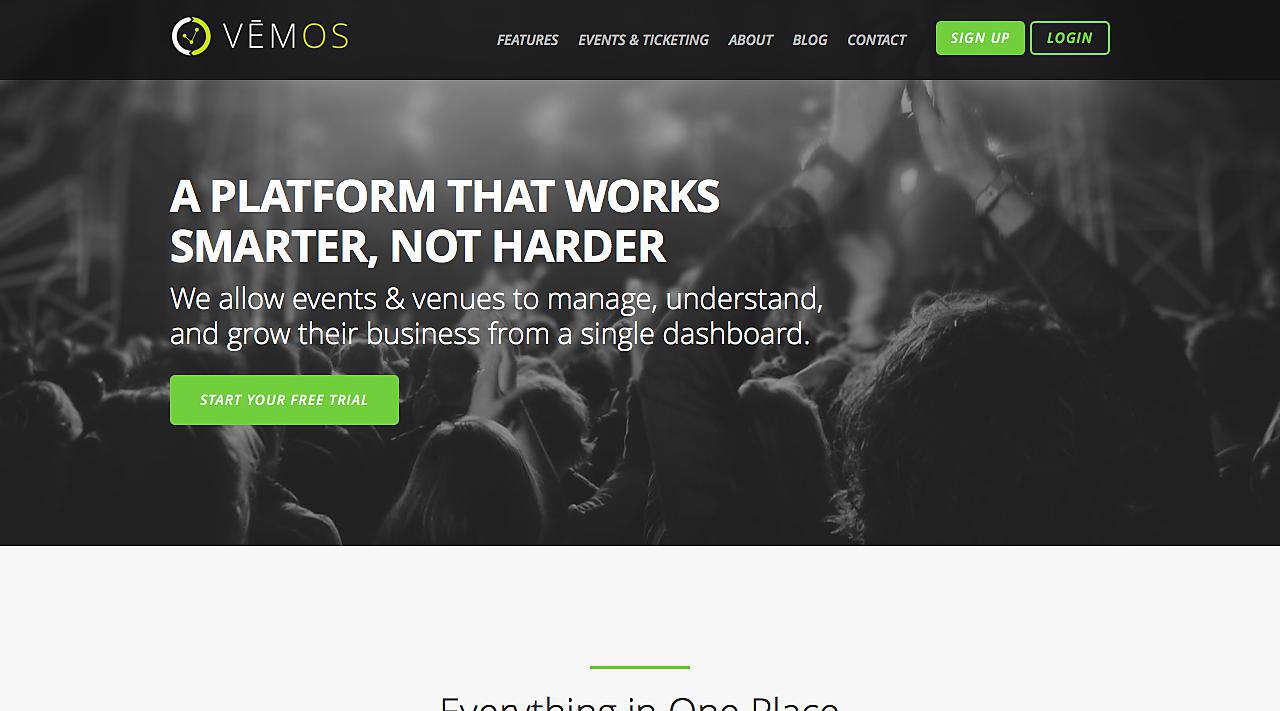 VĒMOS
FEATURES EVENTS & TICKETING ABOUT BLOG CONTACT SIGN UP LOGIN
A PLATFORM THAT WORKS
SMARTER, NOT HARDER
We allow events & venues to manage, understand,
and grow their business from a single dashboard.
START YOUR FREE TRIAL
Everything in One Place